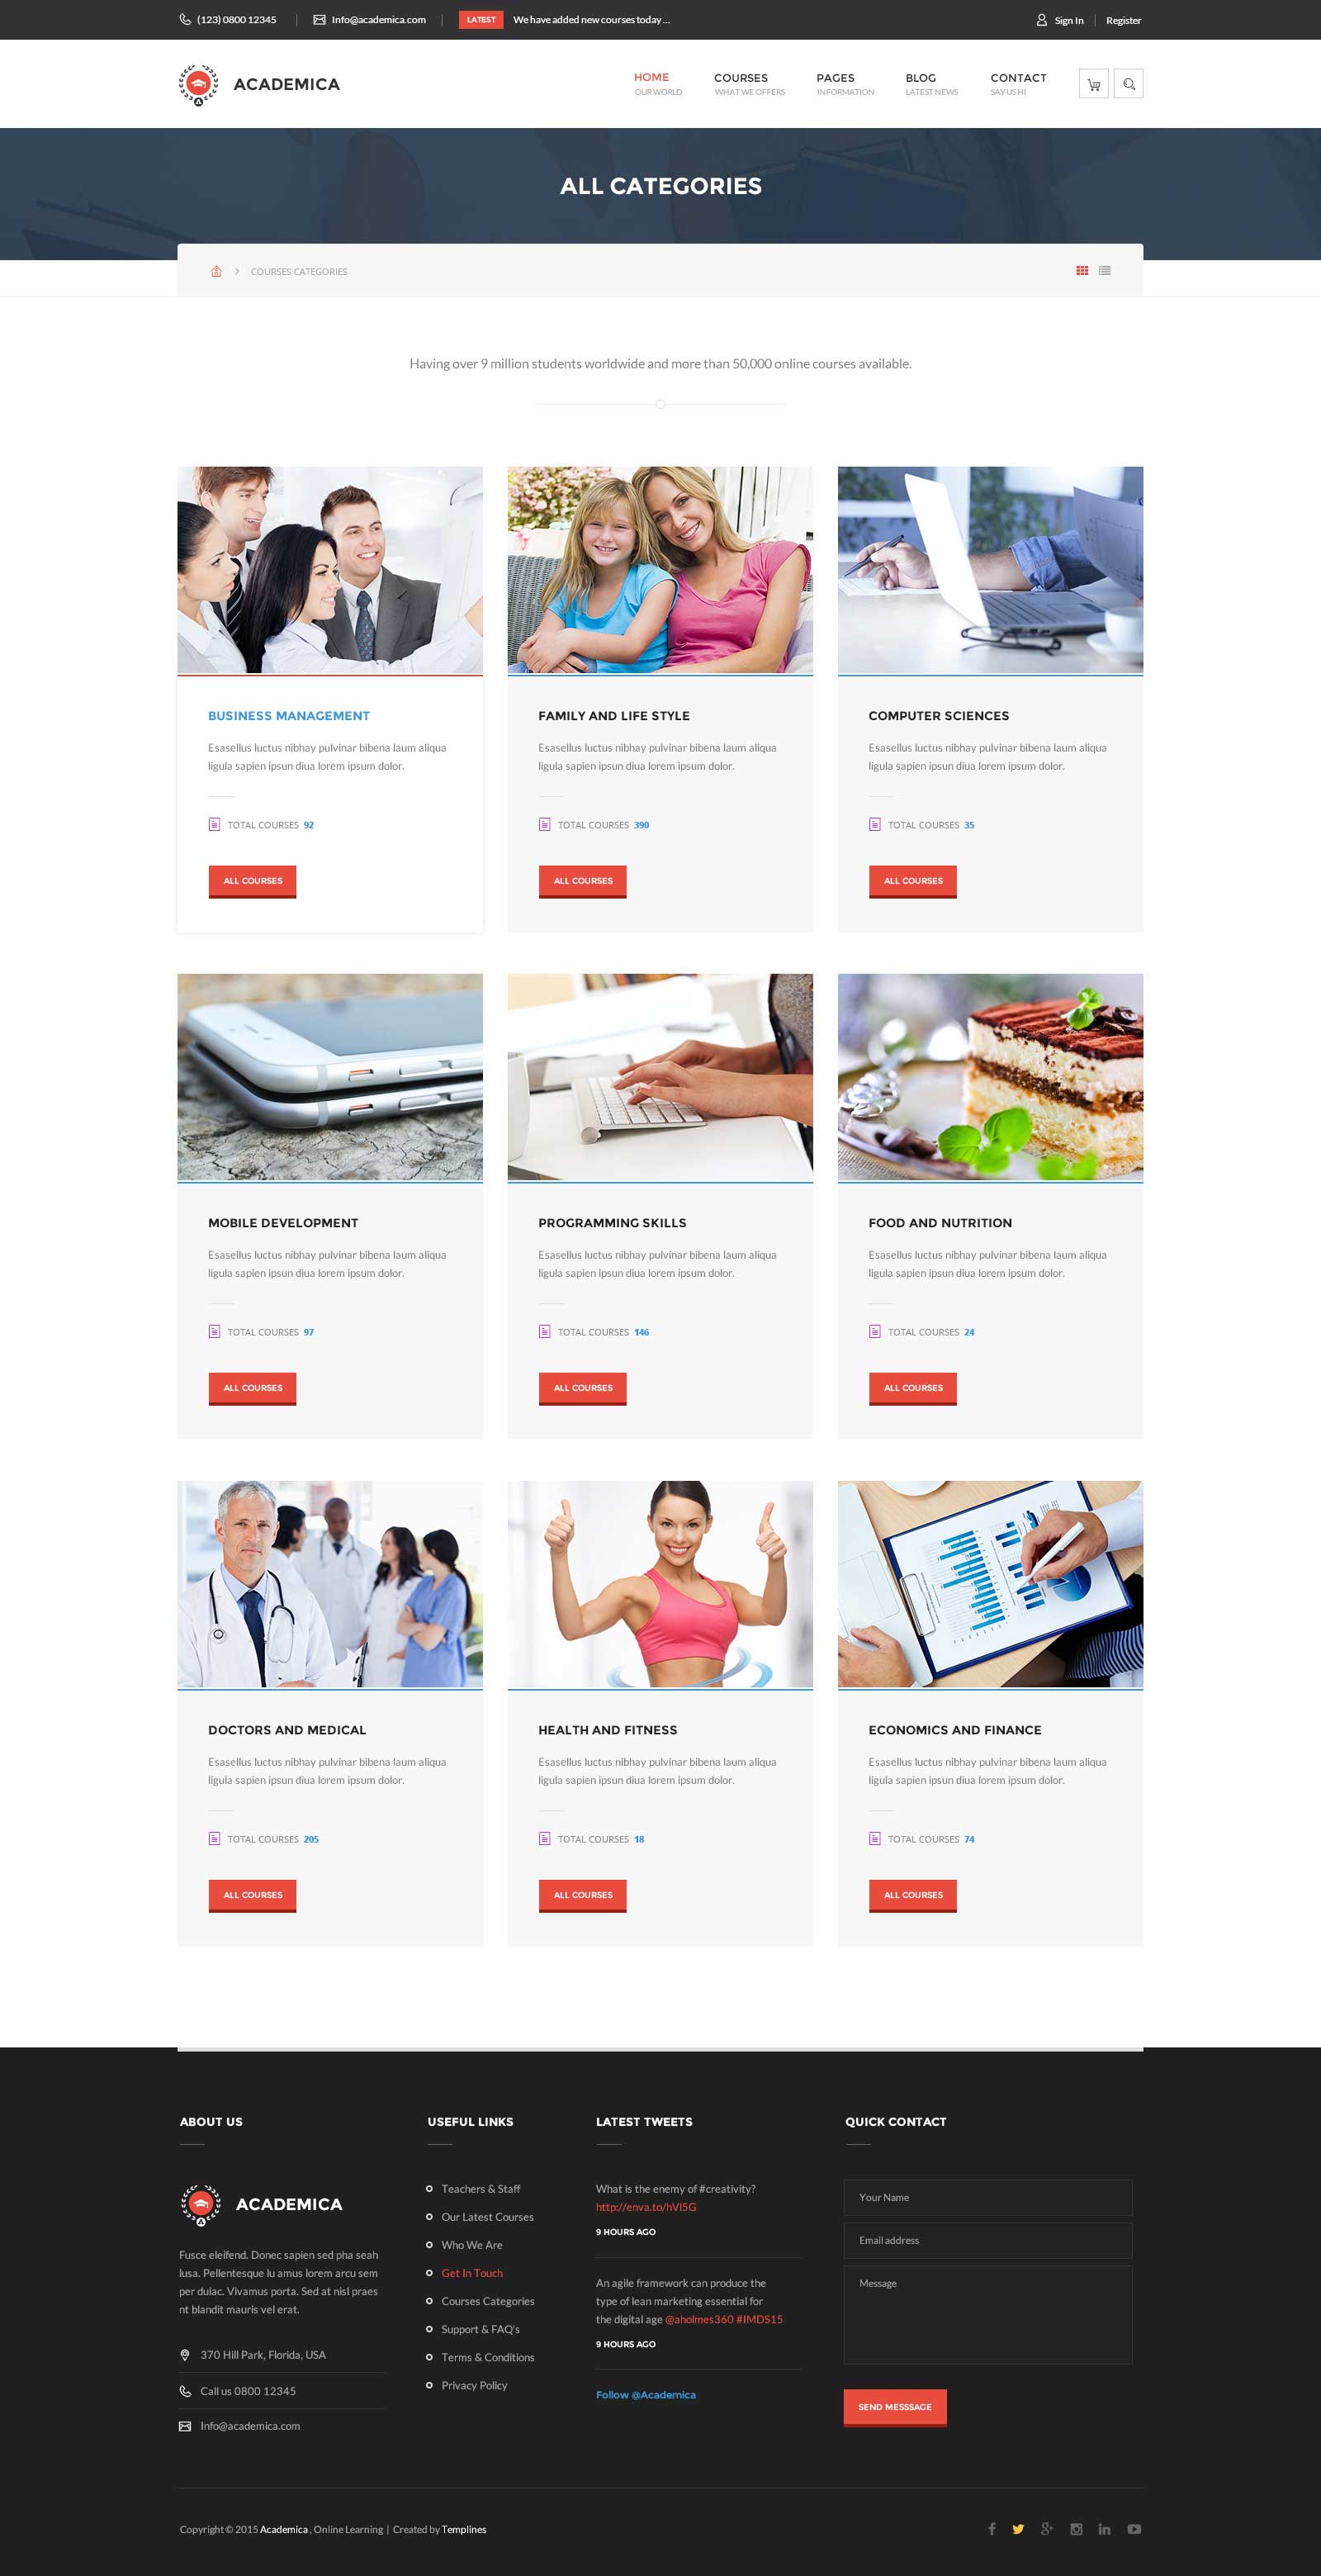 (123) 0800 12345
Info@academica.com
LATEST
We have added new courses today ...
Sign In
Register
ACADEMICA
HOME
OUR WORLD
COURSES
WHAT WE OFFERS
PAGES
INFORMATION
BLOG
LATEST NEWS
CONTACT
SAY US HI
ALL CATEGORIES
COURSES CATEGORIES
Having over 9 million students worldwide and more than 50,000 online courses available.
BUSINESS MANAGEMENT
Esasellus luctus nibhay pulvinar bibena laum aliqua
ligula sapien ipsun diua lorem ipsum dolor.
TOTAL COURSES 92
ALL COURSES
FAMILY AND LIFE STYLE
Esasellus luctus nibhay pulvinar bibena laum aliqua
ligula sapien ipsun diua lorem ipsum dolor.
TOTAL COURSES 390
ALL COURSES
COMPUTER SCIENCES
Esasellus luctus nibhay pulvinar bibena laum aliqua
ligula sapien ipsun diua lorem ipsum dolor.
TOTAL COURSES 35
ALL COURSES
MOBILE DEVELOPMENT
Esasellus luctus nibhay pulvinar bibena laum aliqua
ligula sapien ipsun diua lorem ipsum dolor.
TOTAL COURSES 97
ALL COURSES
PROGRAMMING SKILLS
Esasellus luctus nibhay pulvinar bibena laum aliqua
ligula sapien ipsun diua lorem ipsum dolor.
TOTAL COURSES 146
ALL COURSES
FOOD AND NUTRITION
Esasellus luctus nibhay pulvinar bibena laum aliqua
ligula sapien ipsun diua lorem ipsum dolor.
TOTAL COURSES 24
ALL COURSES
DOCTORS AND MEDICAL
Esasellus luctus nibhay pulvinar bibena laum aliqua
ligula sapien ipsun diua lorem ipsum dolor.
TOTAL COURSES 205
ALL COURSES
HEALTH AND FITNESS
Esasellus luctus nibhay pulvinar bibena laum aliqua
ligula sapien ipsun diua lorem ipsum dolor.
TOTAL COURSES 18
ALL COURSES
ECONOMICS AND FINANCE
Esasellus luctus nibhay pulvinar bibena laum aliqua
ligula sapien ipsun diua lorem ipsum dolor.
TOTAL COURSES 74
ALL COURSES
ABOUT US
ACADEMICA
Fusce eleifend. Donec sapien sed pha seah
lusa. Pellentesque lu amus lorem arcu sem
per duiac. Vivamus porta. Sed at nisl praes
nt blandit mauris vel erat.
370 Hill Park, Florida, USA
Call us 0800 12345
Info@academica.com
USEFUL LINKS
Teachers & Staff
Our Latest Courses
Who We Are
Get In Touch
Courses Categories
Support & FAQ's
Terms & Conditions
Privacy Policy
LATEST TWEETS
What is the enemy of #creativity?
http://enva.to/hVl5G
9 HOURS AGO
An agile framework can produce the
type of lean marketing essential for
the digital age @aholmes360 #IMDS15
9 HOURS AGO
Follow @Academica
QUICK CONTACT
Your Name
Email address
Message
SEND MESSSAGE
Copyright © 2015 Academica , Online Learning | Created by Templines